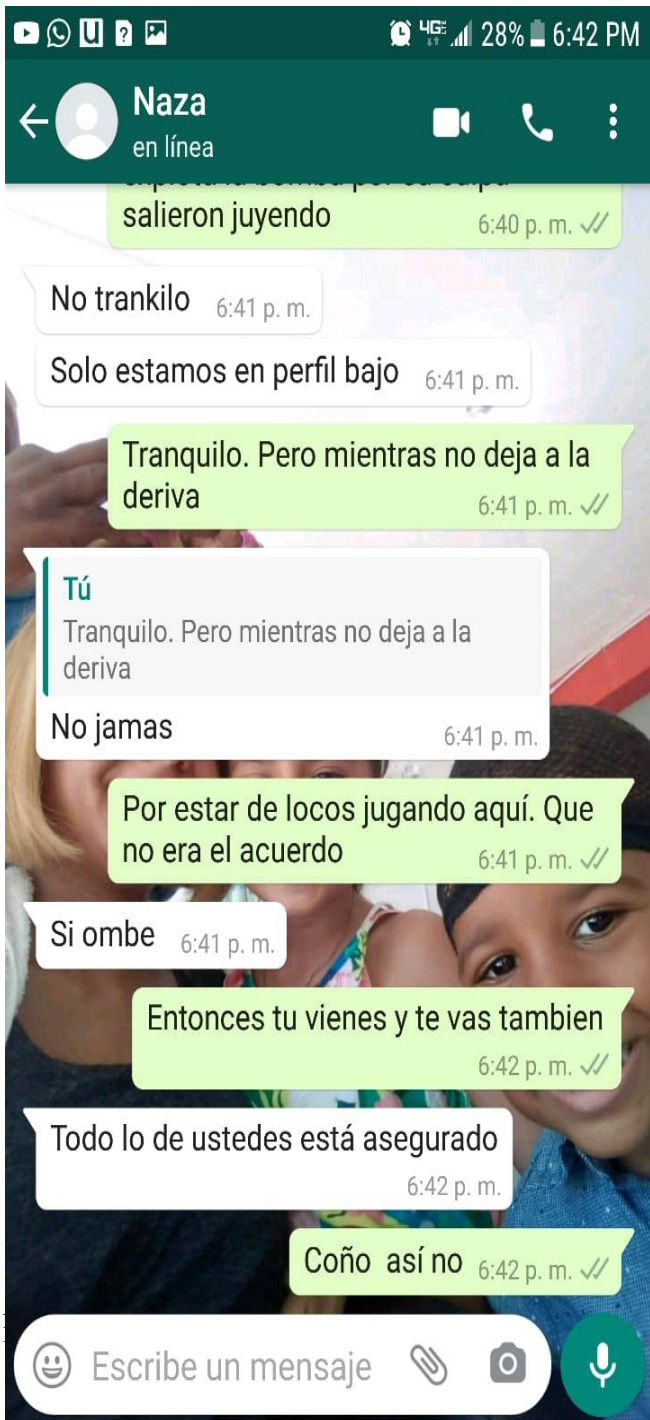 U ? 4GE 28% 6:42 PM
Naza
en línea
salieron juyendo 6:40 p. m.
No trankilo 6:41 p. m.
Solo estamos en perfil bajo 6:41 p. m.
Tranquilo. Pero mientras no deja a la
deriva 6:41 p. m.
Tú
Tranquilo. Pero mientras no deja a la
deriva
No jamas 6:41 p. m.
Por estar de locos jugando aquí. Que
no era el acuerdo 6:41 p. m.
Si ombe 6:41 p. m.
Entonces tu vienes y te vas tambien
6:42 p. m.
Todo lo de ustedes está asegurado
6:42 p. m.
Coño así no 6:42 p. m.
Escribe un mensaje